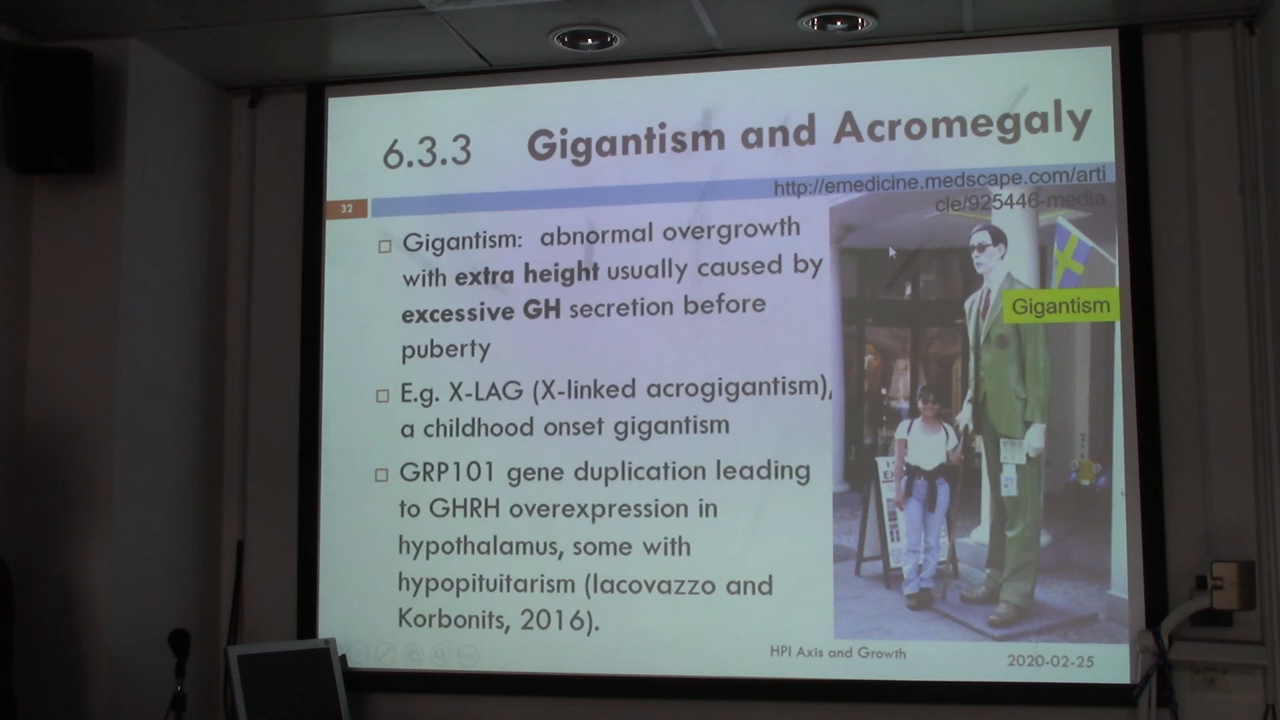 6.3.3 Gigantism and Acromegaly
http://emedicine.medscape.com/arti
cle/925446-media
32
□ Gigantism: abnormal overgrowth
with extra height usually caused by
excessive GH secretion before
puberty
□ E.g. X-LAG (X-linked acrogigantism),
a childhood onset gigantism
□ GRP101 gene duplication leading
to GHRH overexpression in
hypothalamus, some with
hypopituitarism (Iacovazzo and
Korbonits, 2016).
Gigantism
HPI Axis and Growth
2020-02-25